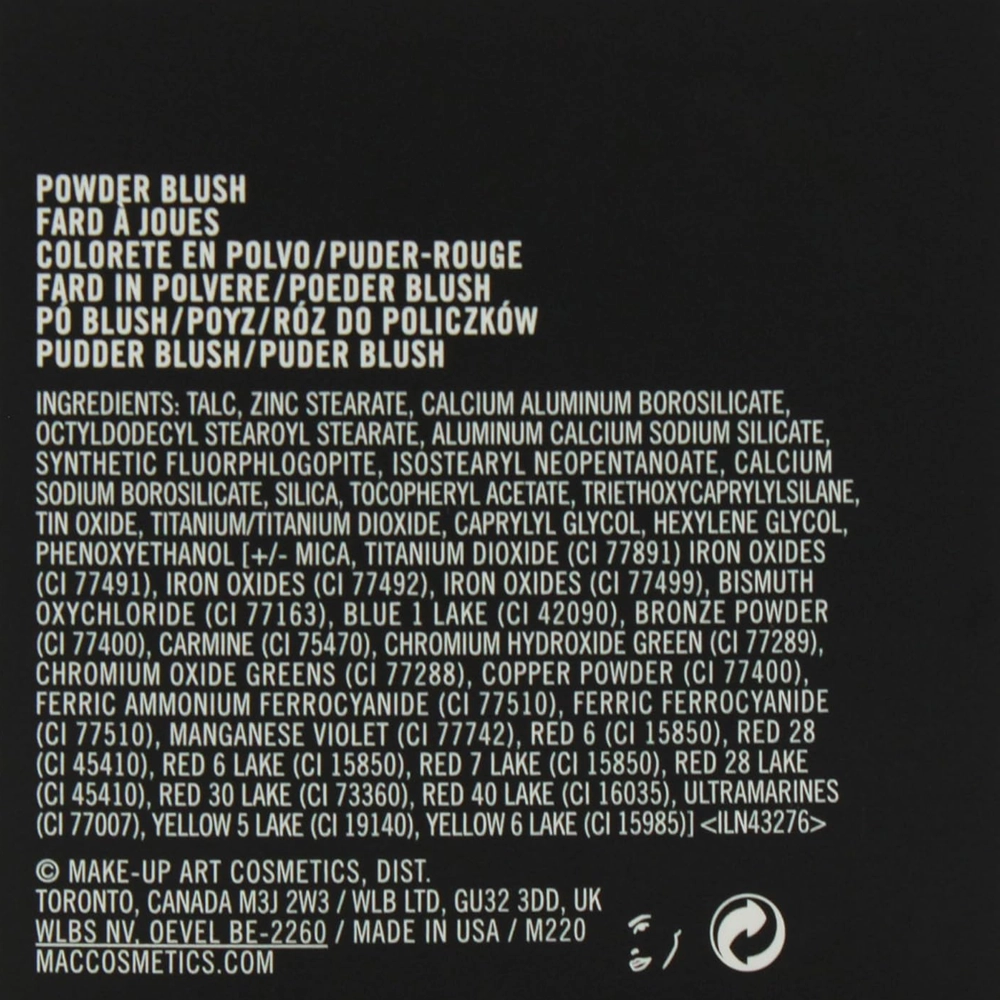 POWDER BLUSH
FARD À JOUES
COLORETE EN POLVO/PUDER-ROUGE
FARD IN POLVERE/POEDER BLUSH
PÓ BLUSH/ΡΟΥΖ/RÓŻ DO POLICZKÓW
PUDDER BLUSH/PUDER BLUSH
INGREDIENTS: TALC, ZINC STEARATE, CALCIUM ALUMINUM BOROSILICATE,
OCTYLDODECYL STEAROYL STEARATE, ALUMINUM CALCIUM SODIUM SILICATE,
SYNTHETIC FLUORPHLOGOPITE, ISOSTEARYL NEOPENTANOATE, CALCIUM
SODIUM BOROSILICATE, SILICA, TOCOPHERYL ACETATE, TRIETHOXYCAPRYLYLSILANE,
TIN OXIDE, TITANIUM/TITANIUM DIOXIDE, CAPRYLYL GLYCOL, HEXYLENE GLYCOL,
PHENOXYETHANOL [+/- MICA, TITANIUM DIOXIDE (CI 77891) IRON OXIDES
(CI 77491), IRON OXIDES (CI 77492), IRON OXIDES (CI 77499), BISMUTH
OXYCHLORIDE (CI 77163), BLUE 1 LAKE (CI 42090), BRONZE POWDER
(CI 77400), CARMINE (CI 75470), CHROMIUM HYDROXIDE GREEN (CI 77289),
CHROMIUM OXIDE GREENS (CI 77288), COPPER POWDER (CI 77400),
FERRIC AMMONIUM FERROCYANIDE (CI 77510), FERRIC FERROCYANIDE
(CI 77510), MANGANESE VIOLET (CI 77742), RED 6 (CI 15850), RED 28
(CI 45410), RED 6 LAKE (CI 15850), RED 7 LAKE (CI 15850), RED 28 LAKE
(CI 45410), RED 30 LAKE (CI 73360), RED 40 LAKE (CI 16035), ULTRAMARINES
(CI 77007), YELLOW 5 LAKE (CI 19140), YELLOW 6 LAKE (CI 15985)] <ILN43276>
© MAKE-UP ART COSMETICS, DIST.
TORONTO, CANADA M3J 2W3 / WLB LTD, GU32 3DD, UK
WLBS NV, OEVEL BE-2260 / MADE IN USA / M220
MACCOSMETICS.COM